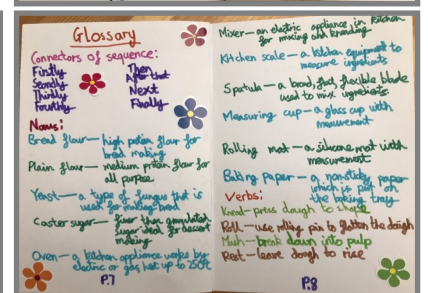 Glossary
Connectors of sequence:
Firstly Then
Secondly After that
Thirdly Next
Fourthly Finally
Nouns:
Bread flour— high protein flour for
bread making
Plain flour— medium protein flour for
all purpose
Yeast— a type of fungus that is
used for making bread
Caster sugar— finer than granulated
sugar ideal for dessert
making
Oven— a kitchen appliance works by
electric or gas, heat up to 250°C
P.7
Mixer— an electric appliance in kitchen
for mixing and kneading
Kitchen scale— a kitchen equipment to
measure ingredients
Spatula— a broad, flat, flexible blade
used to mix ingredients
Measuring cup— a glass cup with
measurement
Rolling mat— a silicone mat with
measurement
Baking paper— a nonsticky paper
which is put on
the baking tray
Verbs:
Knead— press dough to shape
Roll— use rolling pin to flatten the dough
Mash— break down into pulp
Rest— leave dough to rise
P.8